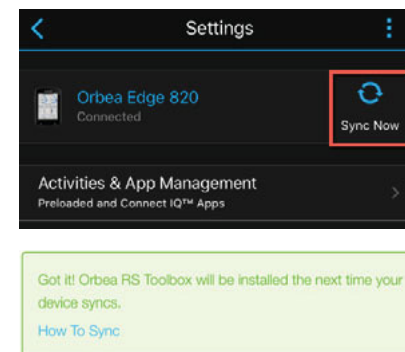 Settings
Orbea Edge 820
Connected
Sync Now
Activities & App Management
Preloaded and Connect IQ™ Apps
Got it! Orbea RS Toolbox will be installed the next time your
device syncs.
How To Sync